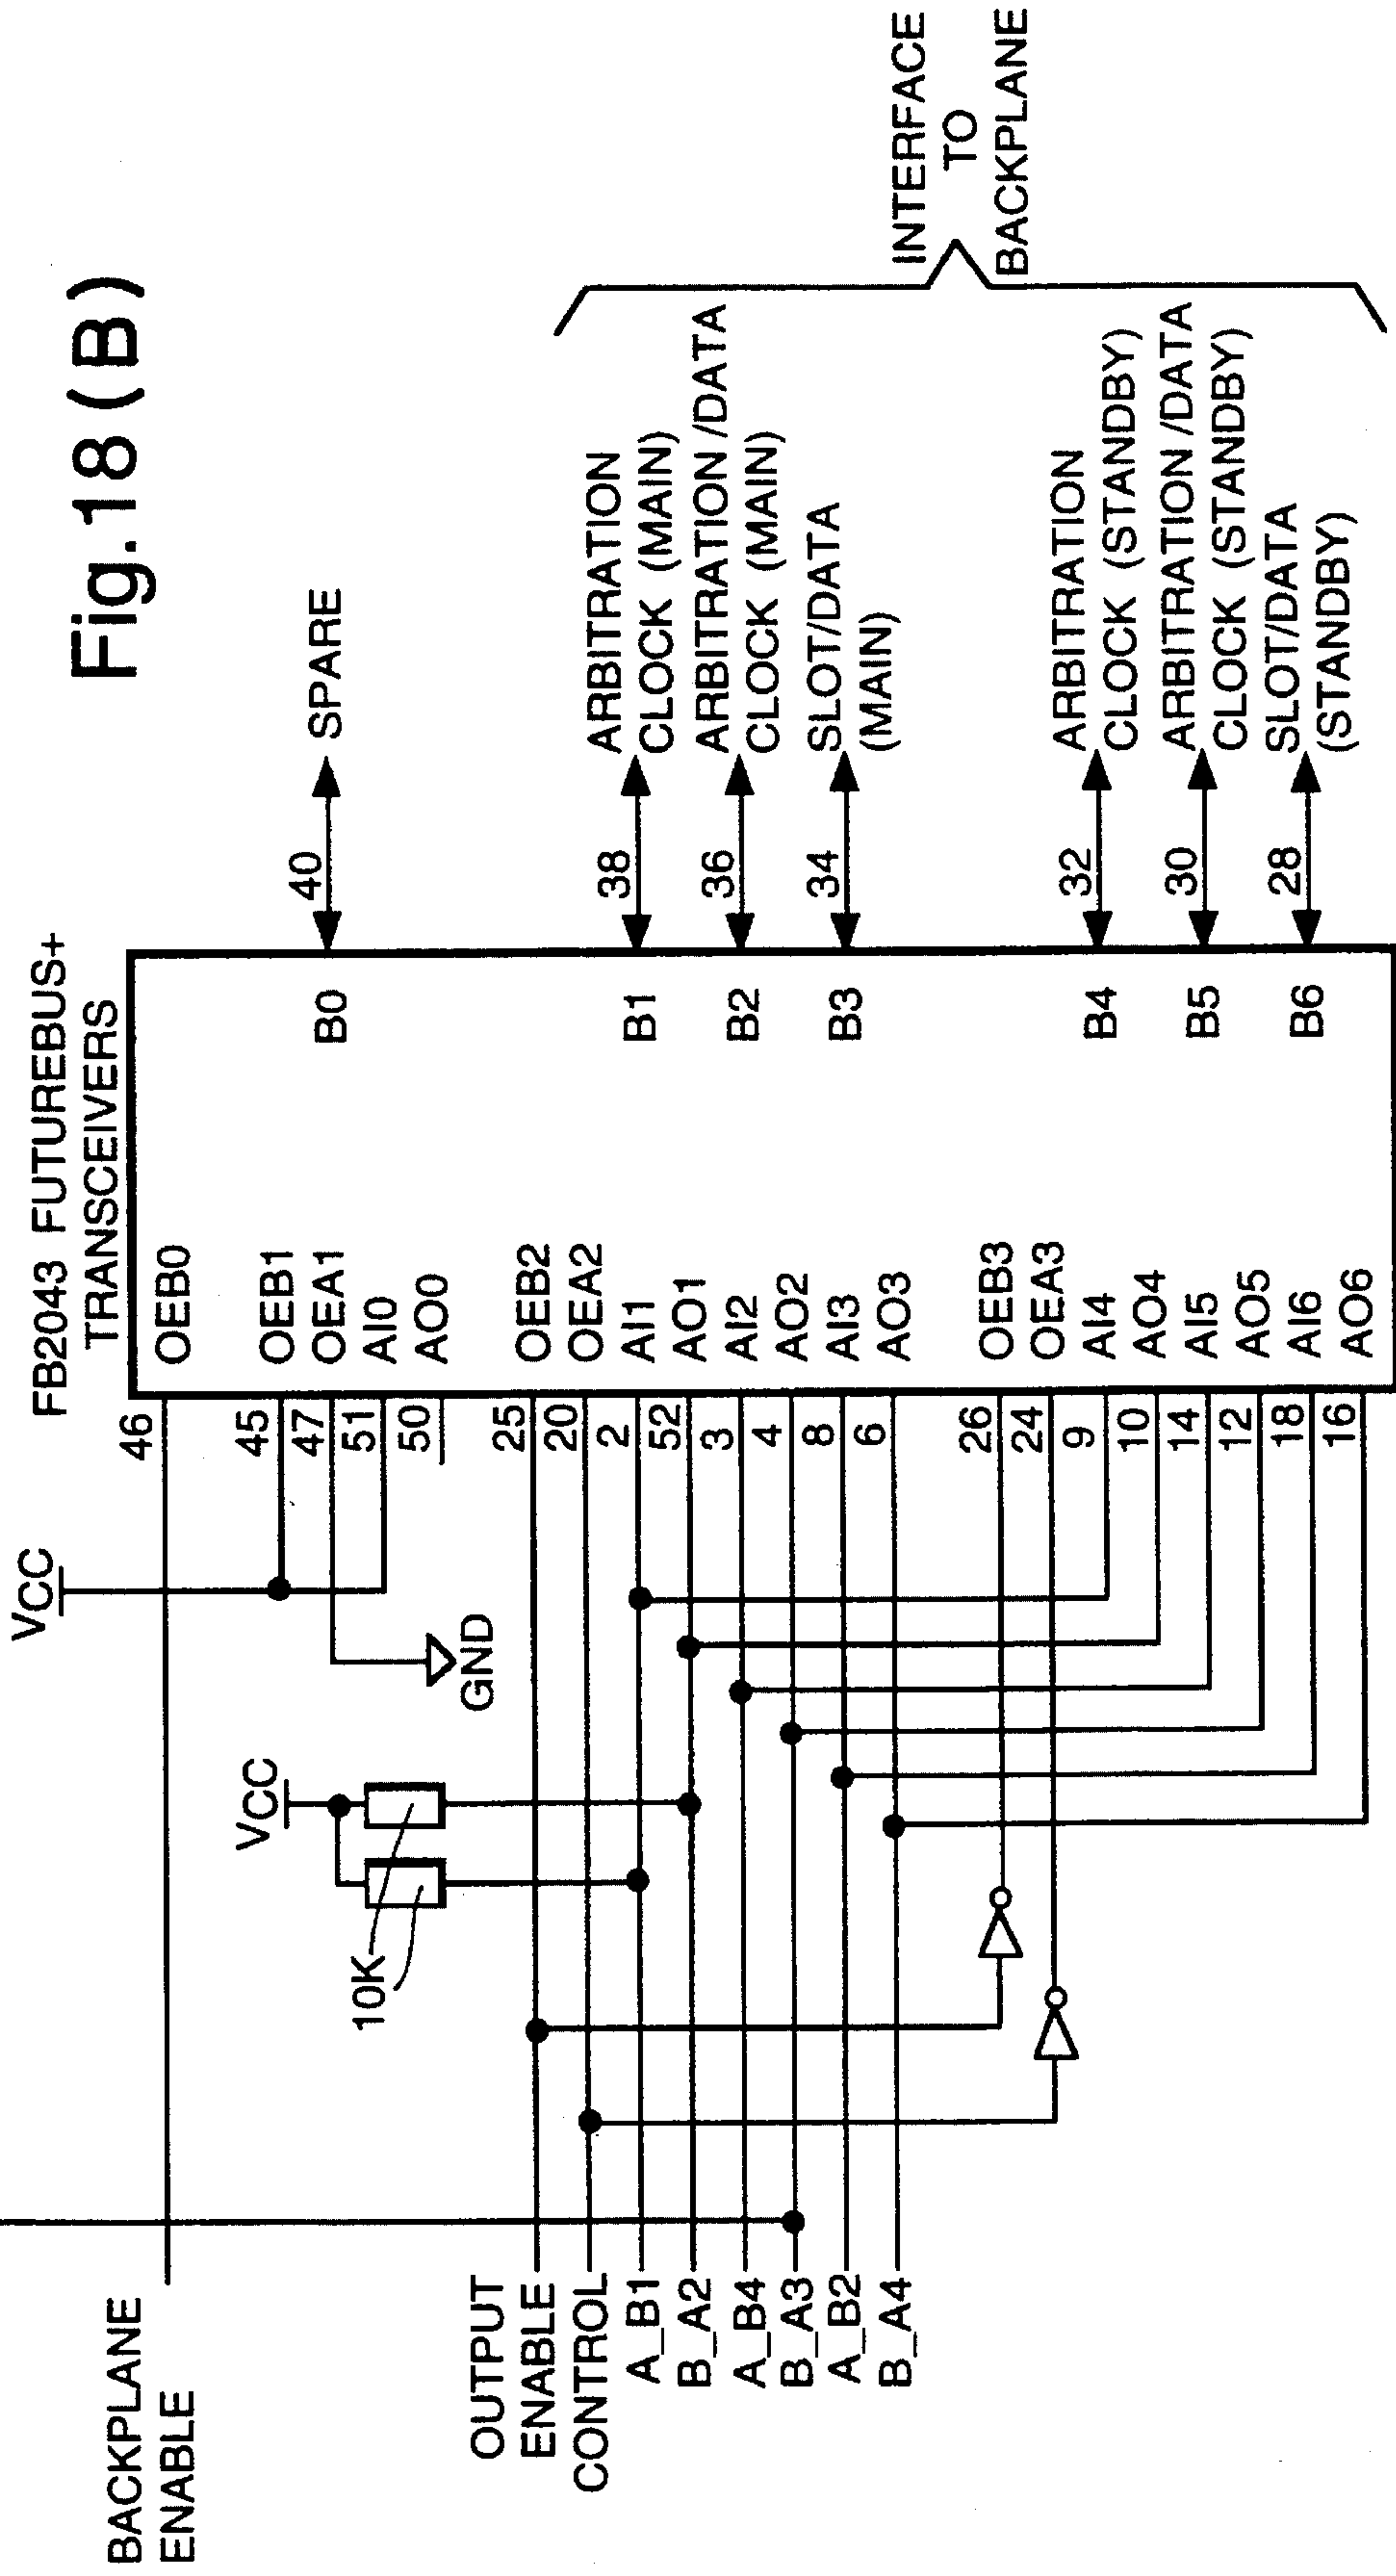 Fig.18 (B)
FB2043 FUTUREBUS+
TRANSCEIVERS
BACKPLANE
ENABLE
VCC
VCC
10K
GND
OUTPUT
ENABLE
CONTROL
A_B1
B_A2
A_B4
B_A3
A_B2
B_A4
46 OEB0
45 OEB1
47 OEA1
51 AI0
50 AO0
25 OEB2
20 OEA2
2 AI1
52 AO1
3 AI2
4 AO2
8 AI3
6 AO3
26 OEB3
24 OEA3
9 AI4
10 AO4
14 AI5
12 AO5
18 AI6
16 AO6
B0 40 SPARE
B1 38 ARBITRATION
CLOCK (MAIN)
B2 36 ARBITRATION/DATA
CLOCK (MAIN)
B3 34 SLOT/DATA
(MAIN)
B4 32 ARBITRATION
CLOCK (STANDBY)
B5 30 ARBITRATION/DATA
CLOCK (STANDBY)
B6 28 SLOT/DATA
(STANDBY)
INTERFACE
TO
BACKPLANE